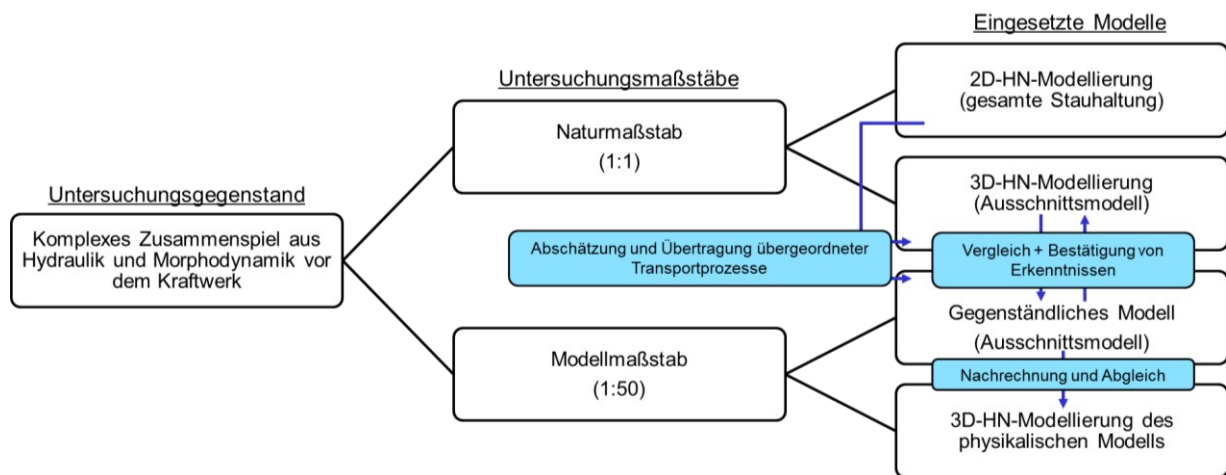 Untersuchungsgegenstand
Komplexes Zusammenspiel aus
Hydraulik und Morphodynamik vor
dem Kraftwerk
Untersuchungsmaßstäbe
Naturmaßstab
(1:1)
Abschätzung und Übertragung übergeordneter
Transportprozesse
Modellmaßstab
(1:50)
Eingesetzte Modelle
2D-HN-Modellierung
(gesamte Stauhaltung)
3D-HN-Modellierung
(Ausschnittsmodell)
Vergleich + Bestätigung von
Erkenntnissen
Gegenständliches Modell
(Ausschnittsmodell)
Nachrechnung und Abgleich
3D-HN-Modellierung des
physikalischen Modells